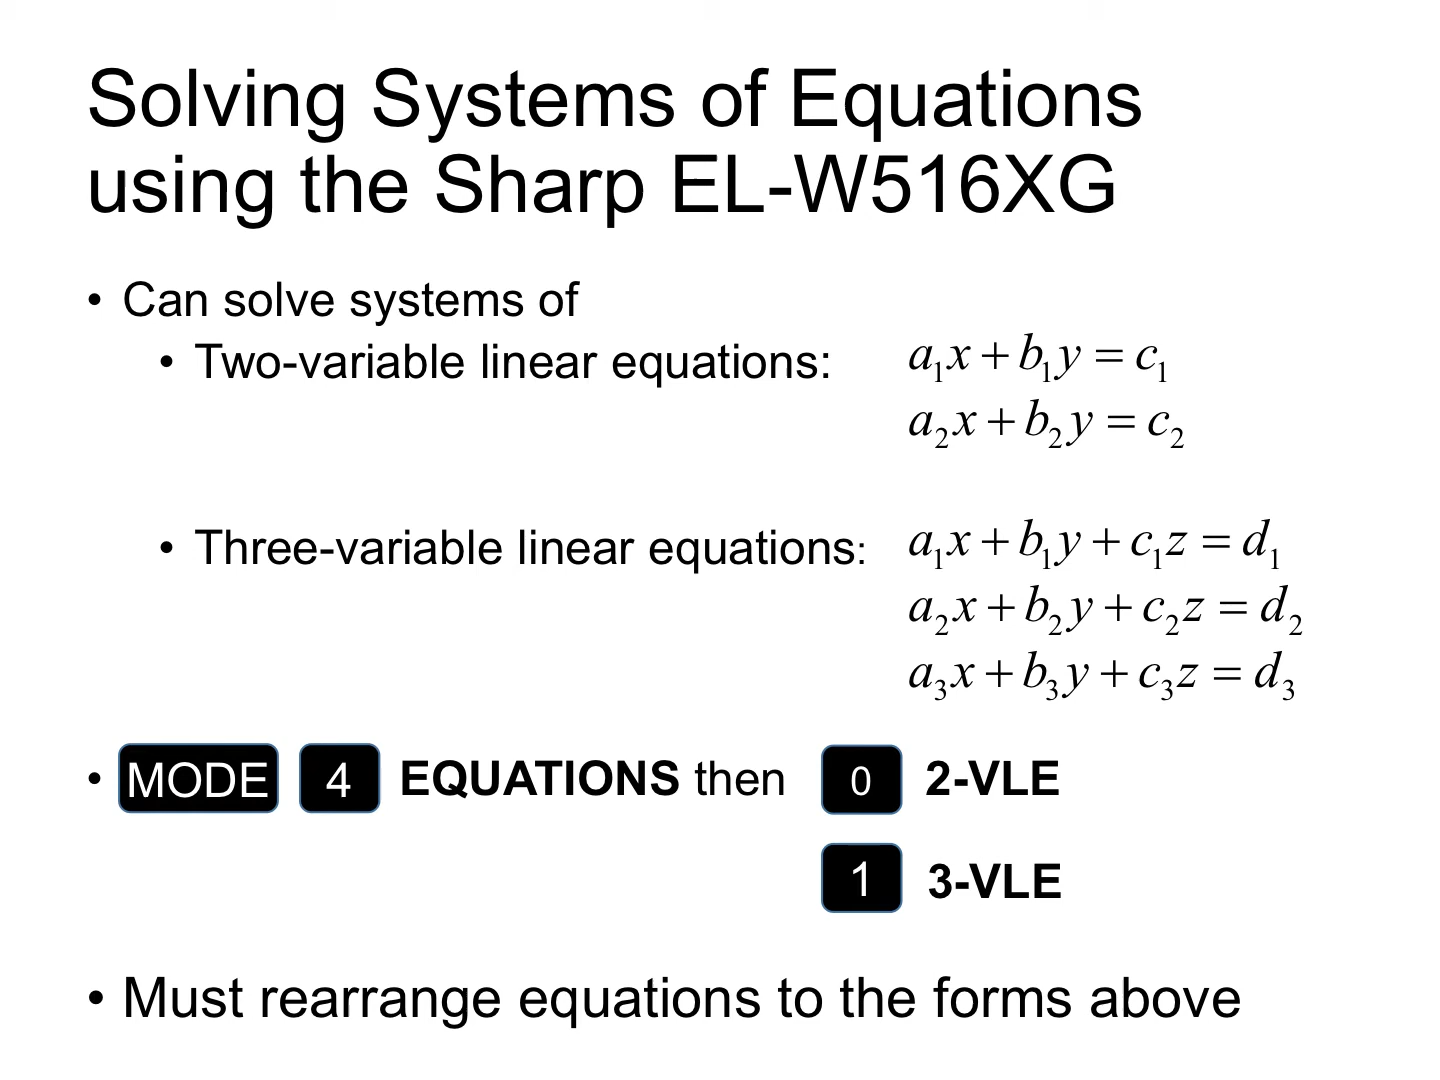 Solving Systems of Equations
using the Sharp EL-W516XG
• Can solve systems of
• Two-variable linear equations:
a₁x + b₁y = c₁
a₂x + b₂y = c₂
• Three-variable linear equations:
a₁x + b₁y + c₁z = d₁
a₂x + b₂y + c₂z = d₂
a₃x + b₃y + c₃z = d₃
• MODE 4 EQUATIONS then 0 2-VLE
1 3-VLE
• Must rearrange equations to the forms above